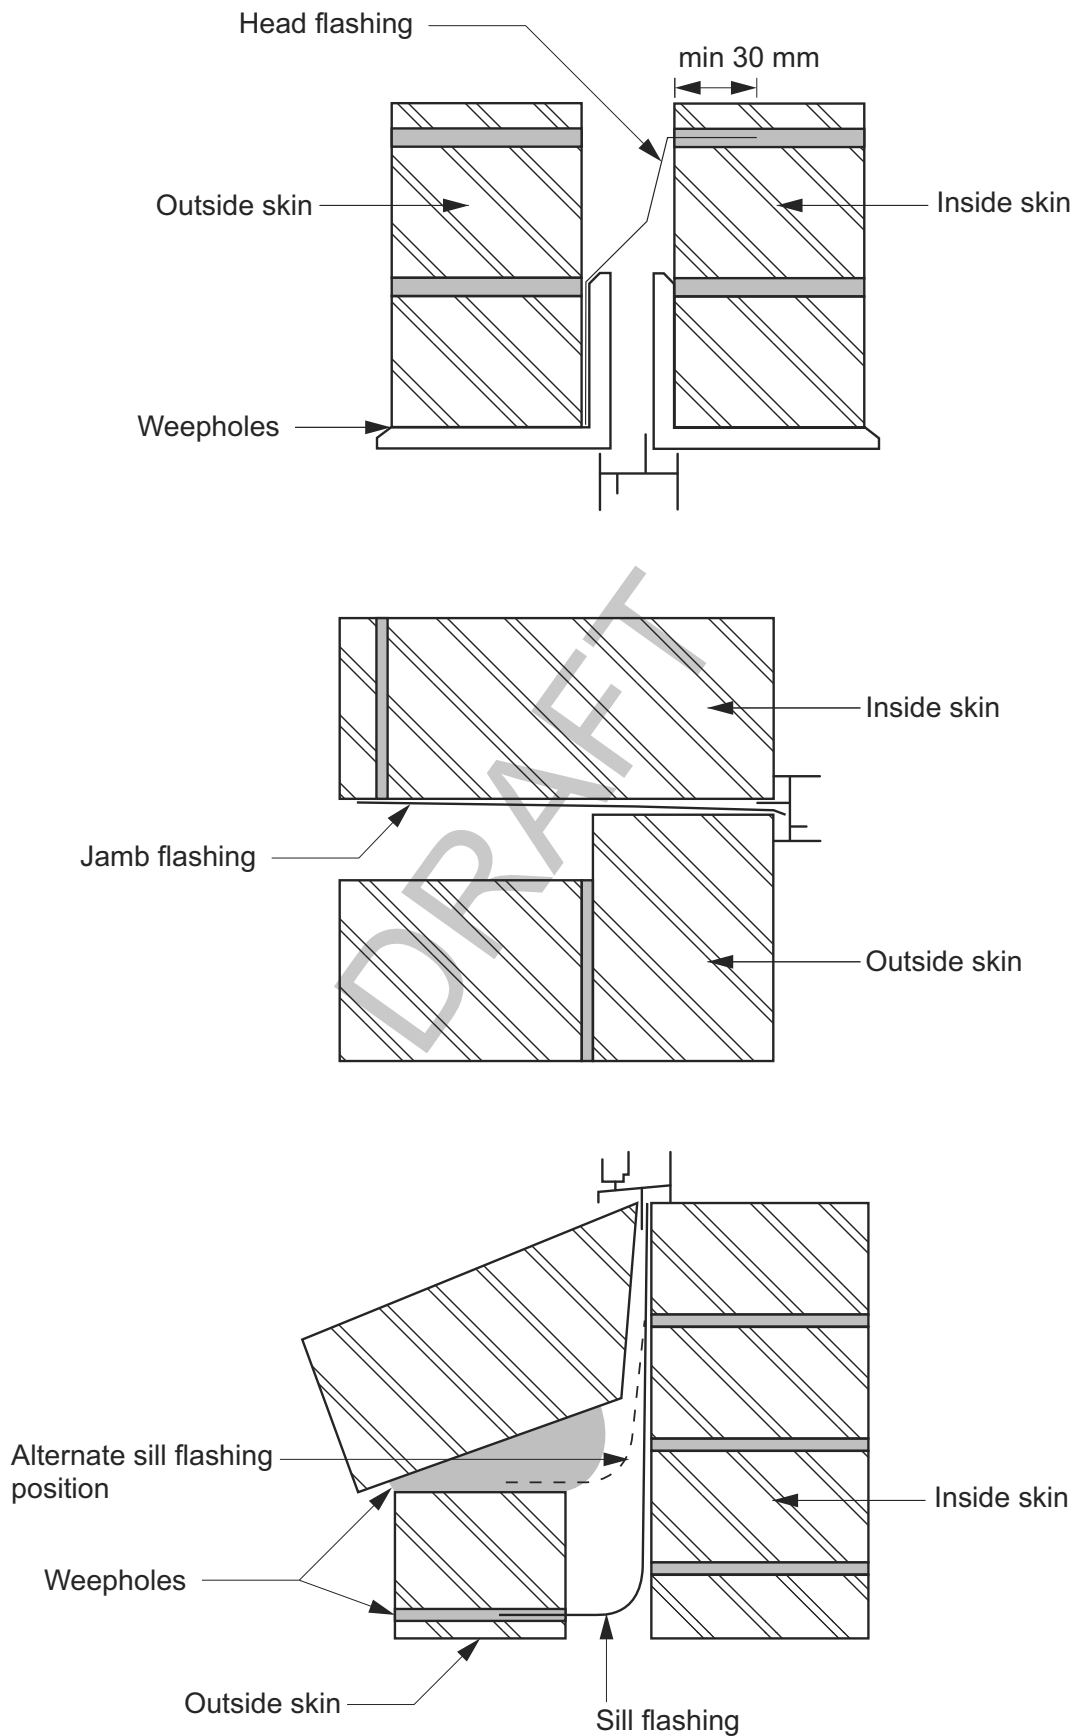 Head flashing
min 30 mm
Outside skin
Inside skin
Weepholes
DRAFT
Inside skin
Jamb flashing
Outside skin
Alternate sill flashing
position
Inside skin
Weepholes
Outside skin
Sill flashing